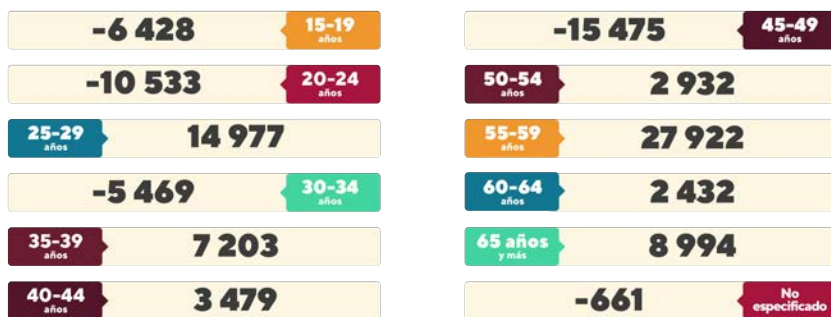 -6 428
15-19
años
-10 533
20-24
años
25-29
años
14 977
-5 469
30-34
años
35-39
años
7 203
40-44
años
3 479
-15 475
45-49
años
50-54
años
2 932
55-59
años
27 922
60-64
años
2 432
65 años
y más
8 994
-661
No
especificado